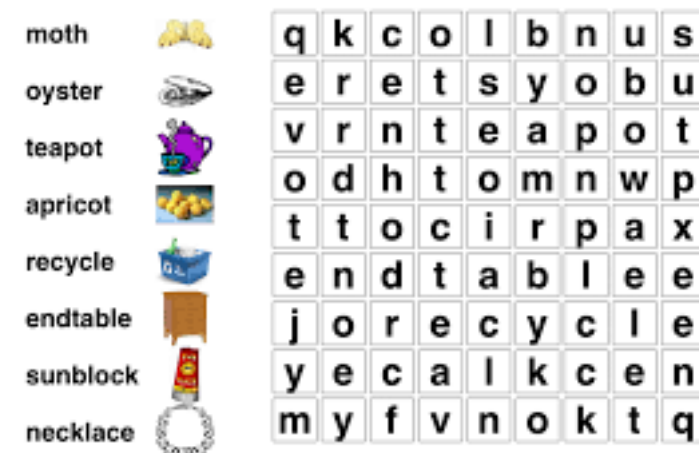 moth
oyster
teapot
apricot
recycle
endtable
sunblock
necklace
q k c o l b n u s
e r e t s y o b u
v r n t e a p o t
o d h t o m n w p
t t o c i r p a x
e n d t a b l e e
j o r e c y c l e
y e c a l k c e n
m y f v n o k t q